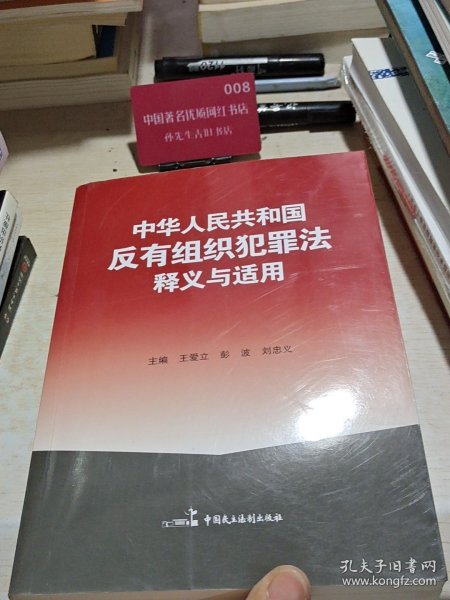 008
中国著名优质网红书店
孙先生古旧书店
中华人民共和国
反有组织犯罪法
释义与适用
主编 王爱立 彭波 刘忠义
中国民主法制出版社
孔夫子旧书网
www.kongfz.com